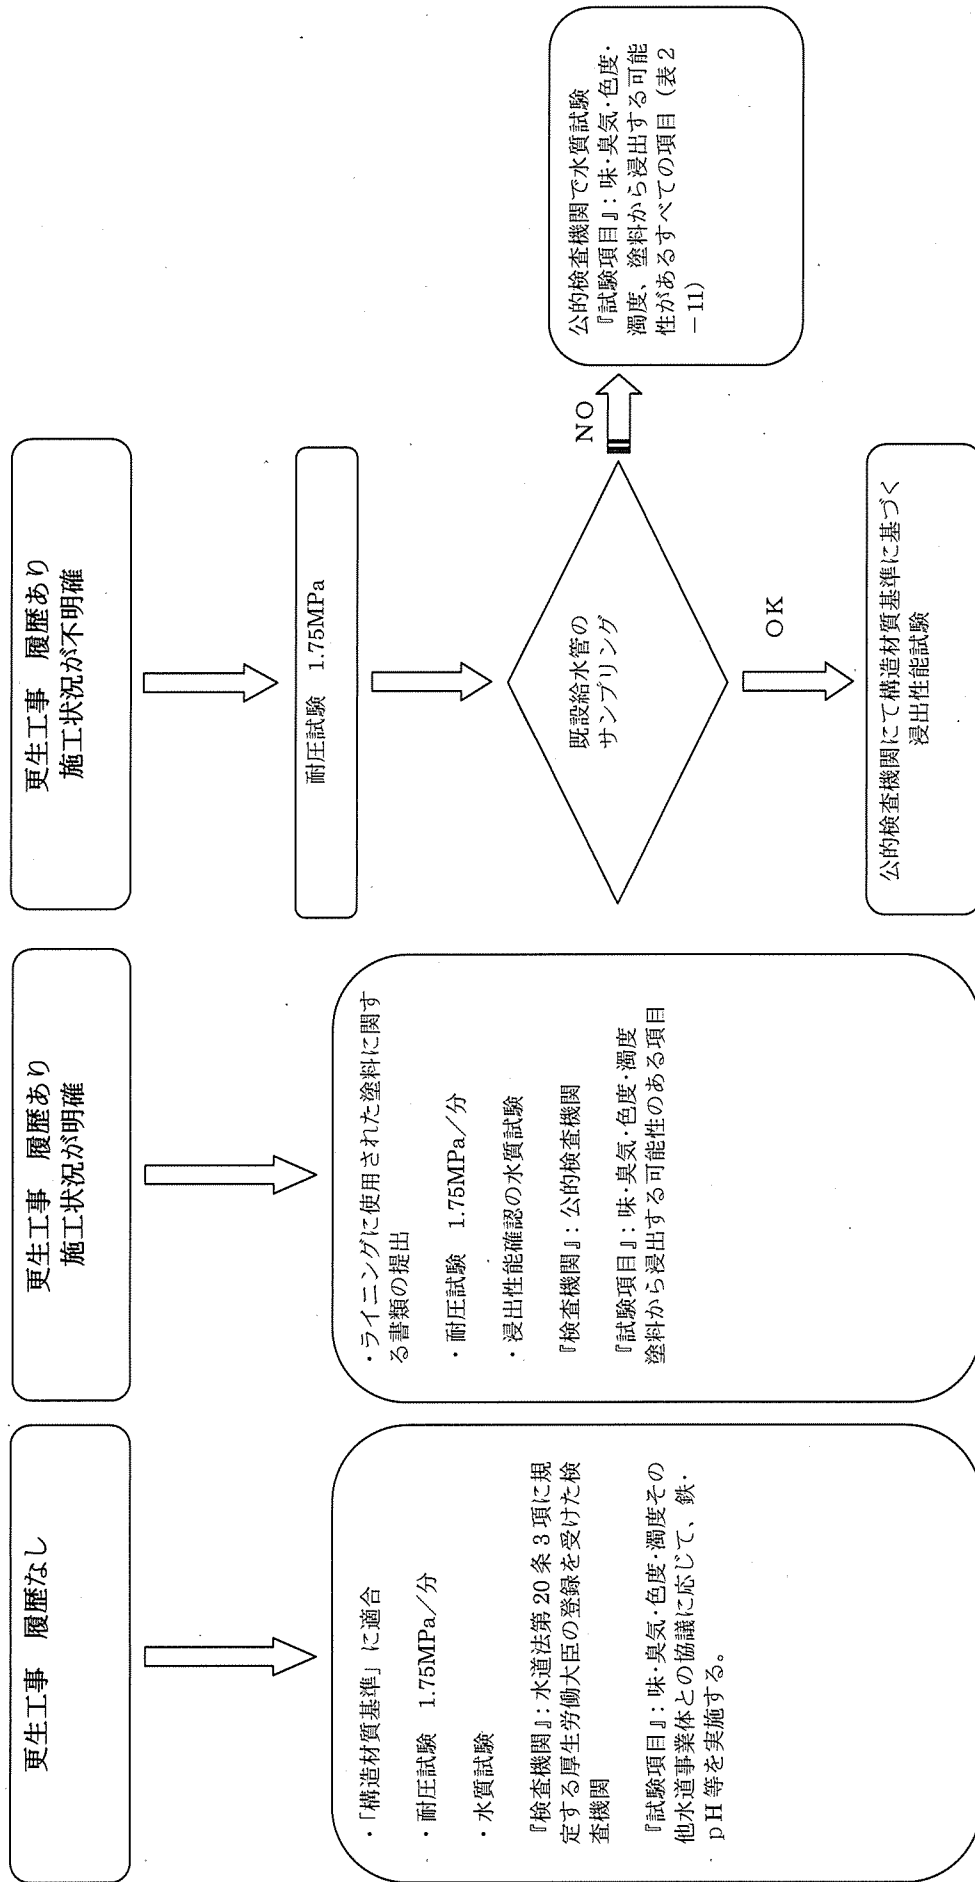 更生工事　履歴なし
・「構造材質基準」に適合
・耐圧試験　1.75MPa／分
・水質試験
『検査機関』：水道法第 20 条 3 項に規
定する厚生労働大臣の登録を受けた検
査機関
『試験項目』：味・臭気・色度・濁度その
他水道事業体との協議に応じて、鉄・
pH 等を実施する。
更生工事　履歴あり
施工状況が明確
・ライニングに使用された塗料に関す
る書類の提出
・耐圧試験　1.75MPa／分
・浸出性能確認の水質試験
『検査機関』：公的検査機関
『試験項目』：味・臭気・色度・濁度
塗料から浸出する可能性のある項目
更生工事　履歴あり
施工状況が不明確
耐圧試験　1.75MPa
既設給水管の
サンプリング
NO
公的検査機関で水質試験
『試験項目』：味・臭気・色度・
濁度、塗料から浸出する可能
性があるすべての項目（表２
－11）
OK
公的検査機関にて構造材質基準に基づく
浸出性能試験